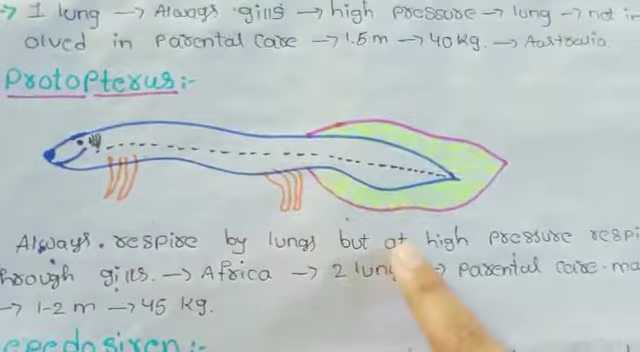 → 1 lung → Always gills → high pressure → lung → not in
olved in Parental Care → 1.5 m → 40 kg. → Australia
Protopterus:-
Always. respire by lungs but at high pressure respi
hrough gills. → Africa → 2 lung → Parental care-ma
→ 1-2 m → 45 kg.
epedosiren:-